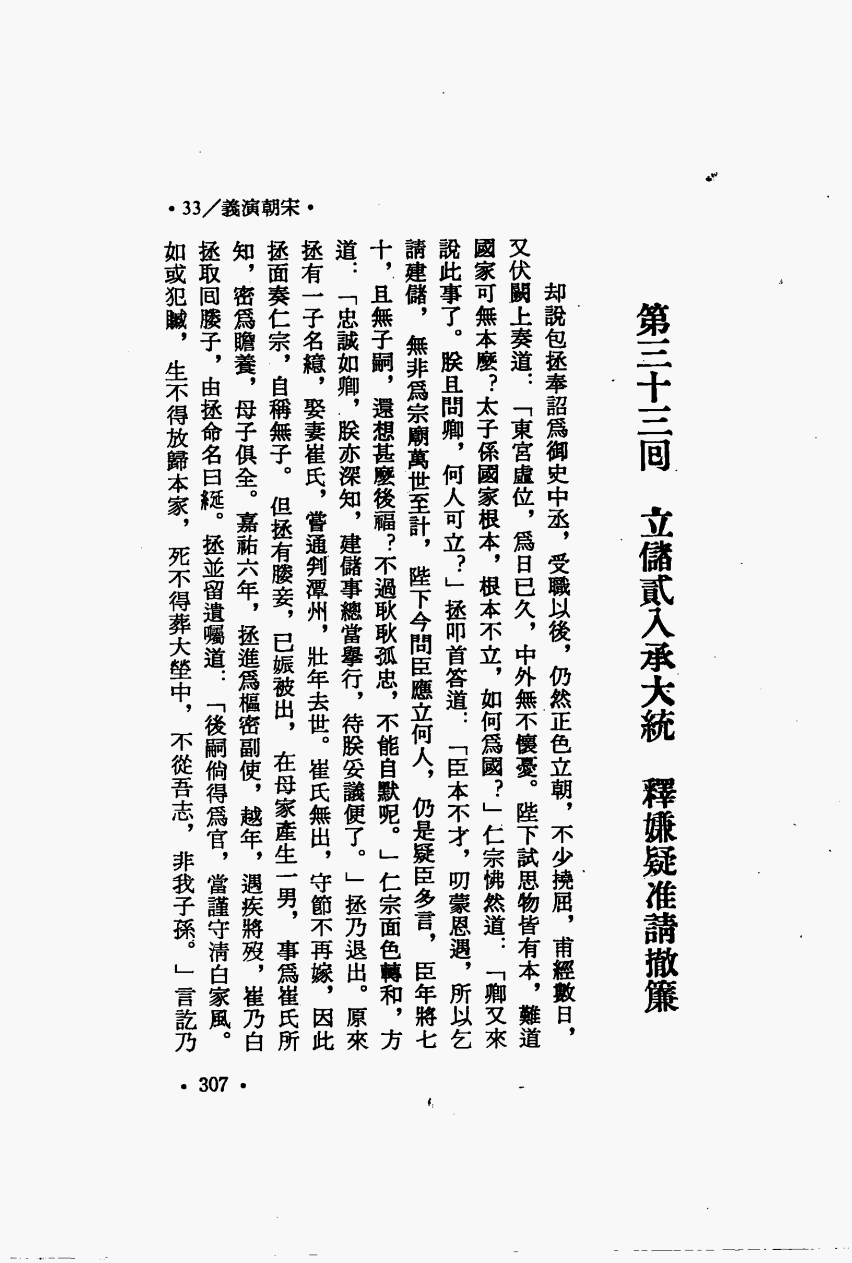 ·33／義演朝宋·
第三十三回　立儲貳入承大統　釋嫌疑准請撤簾
却說包拯奉詔爲御史中丞，受職以後，仍然正色立朝，不少撓屈，甫經數日，
又伏闕上奏道：「東宮虛位，爲日已久，中外無不懷憂。陛下試思物皆有本，難道
國家可無本麼？太子係國家根本，根本不立，如何爲國？」仁宗怫然道：「卿又來
說此事了。朕且問卿，何人可立？」拯叩首答道：「臣本不才，叨蒙恩遇，所以乞
請建儲，無非爲宗廟萬世至計，陛下今問臣應立何人，仍是疑臣多言，臣年將七
十，且無子嗣，還想甚麼後福？不過耿耿孤忠，不能自默呢。」仁宗面色轉和，方
道：「忠誠如卿，朕亦深知，建儲事總當舉行，待朕妥議便了。」拯乃退出。原來
拯有一子名繶，娶妻崔氏，嘗通判潭州，壯年去世。崔氏無出，守節不再嫁，因此
拯面奏仁宗，自稱無子。但拯有媵妾，已娠被出，在母家產生一男，事爲崔氏所
知，密爲贍養，母子俱全。嘉祐六年，拯進爲樞密副使，越年，遇疾將歿，崔乃白
拯取回媵子，由拯命名曰綖。拯並留遺囑道：「後嗣倘得爲官，當謹守清白家風。
如或犯贓，生不得放歸本家，死不得葬大塋中，不從吾志，非我子孫。」言訖乃
·307·